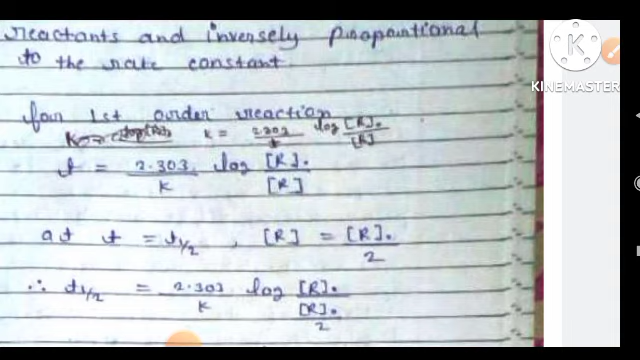 reactants and inversely propotional
to the rate constant
for 1st order reaction
k = 2.303/t log [R]₀/[R]
t = 2.303/k log [R]₀/[R]
at t = t1/2 , [R] = [R]₀/2
∴ t1/2 = 2.303/k log [R]₀/[R]₀/2
KINEMASTER